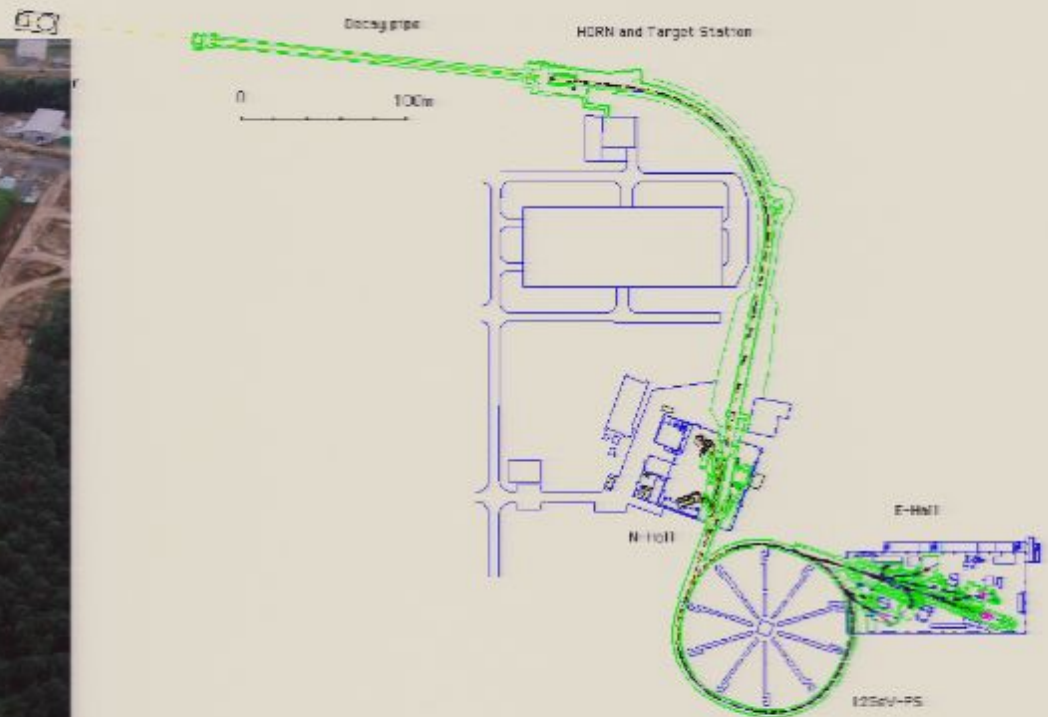 Decay pipe
HORN and Target Station
0 100m
N-Hall
E-Hall
12GeV-PS